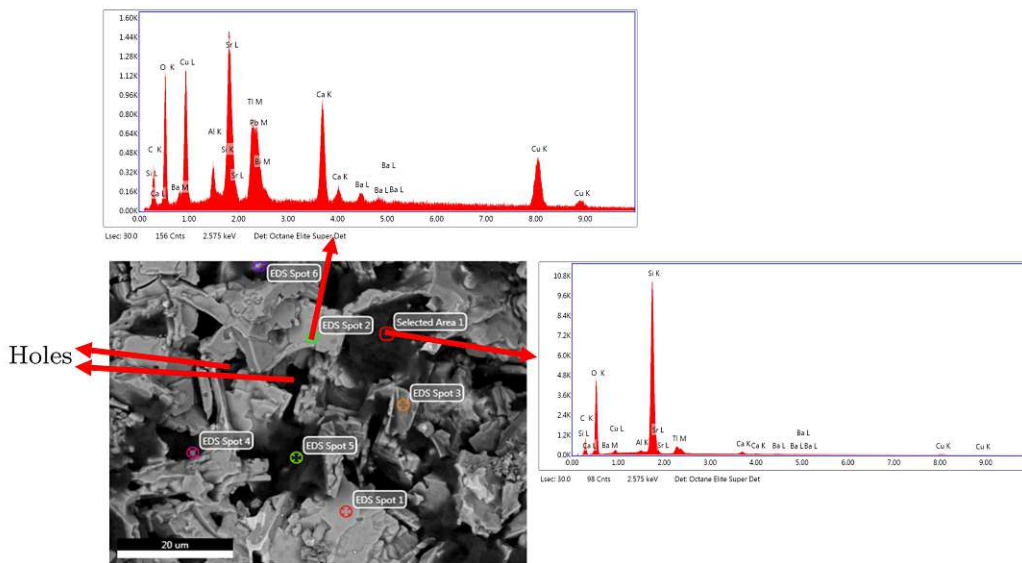 1.60K
1.44K
1.28K
1.12K
0.96K
0.80K
0.64K
0.48K
0.32K
0.16K
0.00K
C K
Si L
Ca L
O K
Ba M
Cu L
Al K
Sr L
Si K
Sr L
Tl M
Pb M
Bi M
Ca K
Ca K
Ba L
Ba L
Ba L
Ba L
Cu K
Cu K
0.00 1.00 2.00 3.00 4.00 5.00 6.00 7.00 8.00 9.00
Lsec: 30.0 156 Cnts 2.575 keV Det: Octane Elite Super Det
EDS Spot 6
EDS Spot 2
Selected Area 1
Holes
EDS Spot 3
EDS Spot 4
EDS Spot 5
EDS Spot 1
20 um
10.8K
9.6K
8.4K
7.2K
6.0K
4.8K
3.6K
2.4K
1.2K
0.0K
Si K
O K
C K
Si L
Ca L
Cu L
Ba M
Al K
Sr L
Sr L
Tl M
Ca K
Ca K
Ba L
Ba L
Ba L
Ba L
Cu K
Cu K
0.00 1.00 2.00 3.00 4.00 5.00 6.00 7.00 8.00 9.00
Lsec: 30.0 98 Cnts 2.575 keV Det: Octane Elite Super Det